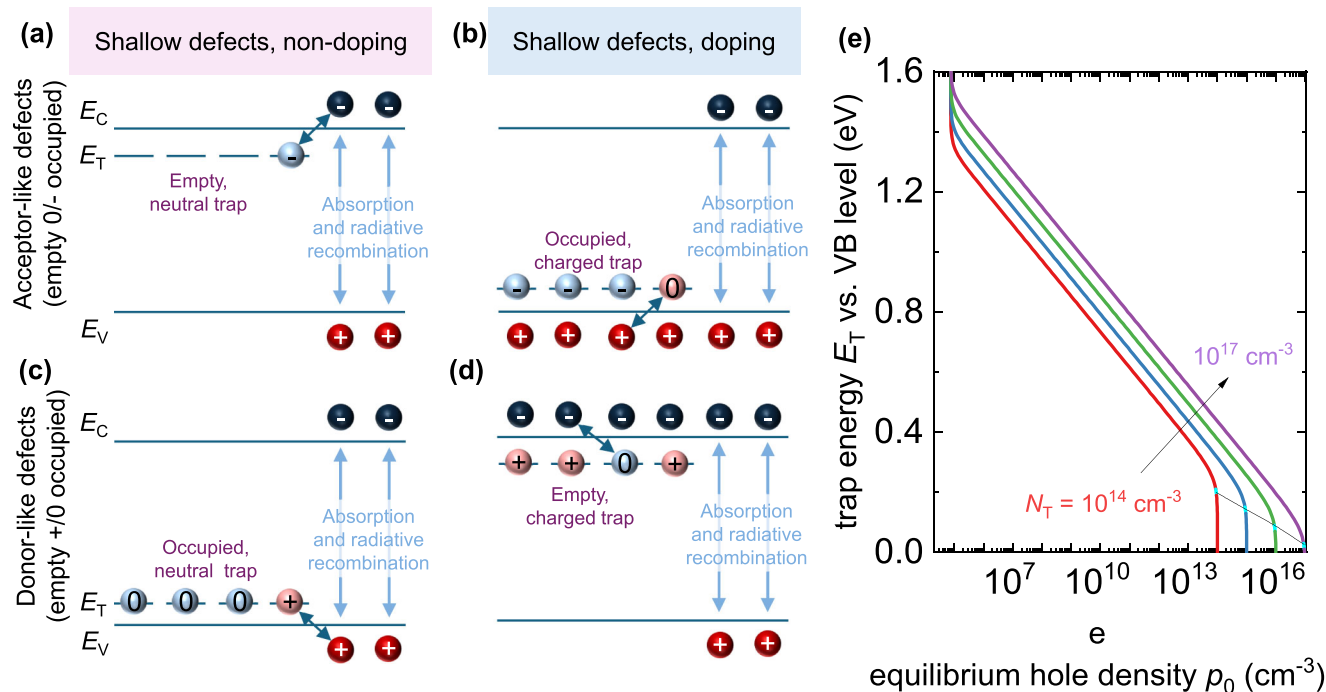 (a)
Shallow defects, non-doping
(b)
Shallow defects, doping
(e)
Acceptor-like defects
(empty 0/- occupied)
E_C
E_T
E_V
- -
-
Empty,
neutral trap
Absorption
and radiative
recombination
- -
Occupied,
charged trap
- - - 0
+ + + + + +
+ +
Absorption
and radiative
recombination
(c)
Donor-like defects
(empty +/0 occupied)
E_C
E_T
E_V
- -
Occupied,
neutral trap
0 0 0 +
+ +
Absorption
and radiative
recombination
(d)
- - - - - -
+ + 0 +
Empty,
charged trap
Absorption
and radiative
recombination
+ +
trap energy E_T vs. VB level (eV)
1.6
1.2
0.8
0.4
0.0
10^17 cm^-3
N_T = 10^14 cm^-3
10^7 10^10 10^13 10^16
e
equilibrium hole density p_0 (cm^-3)